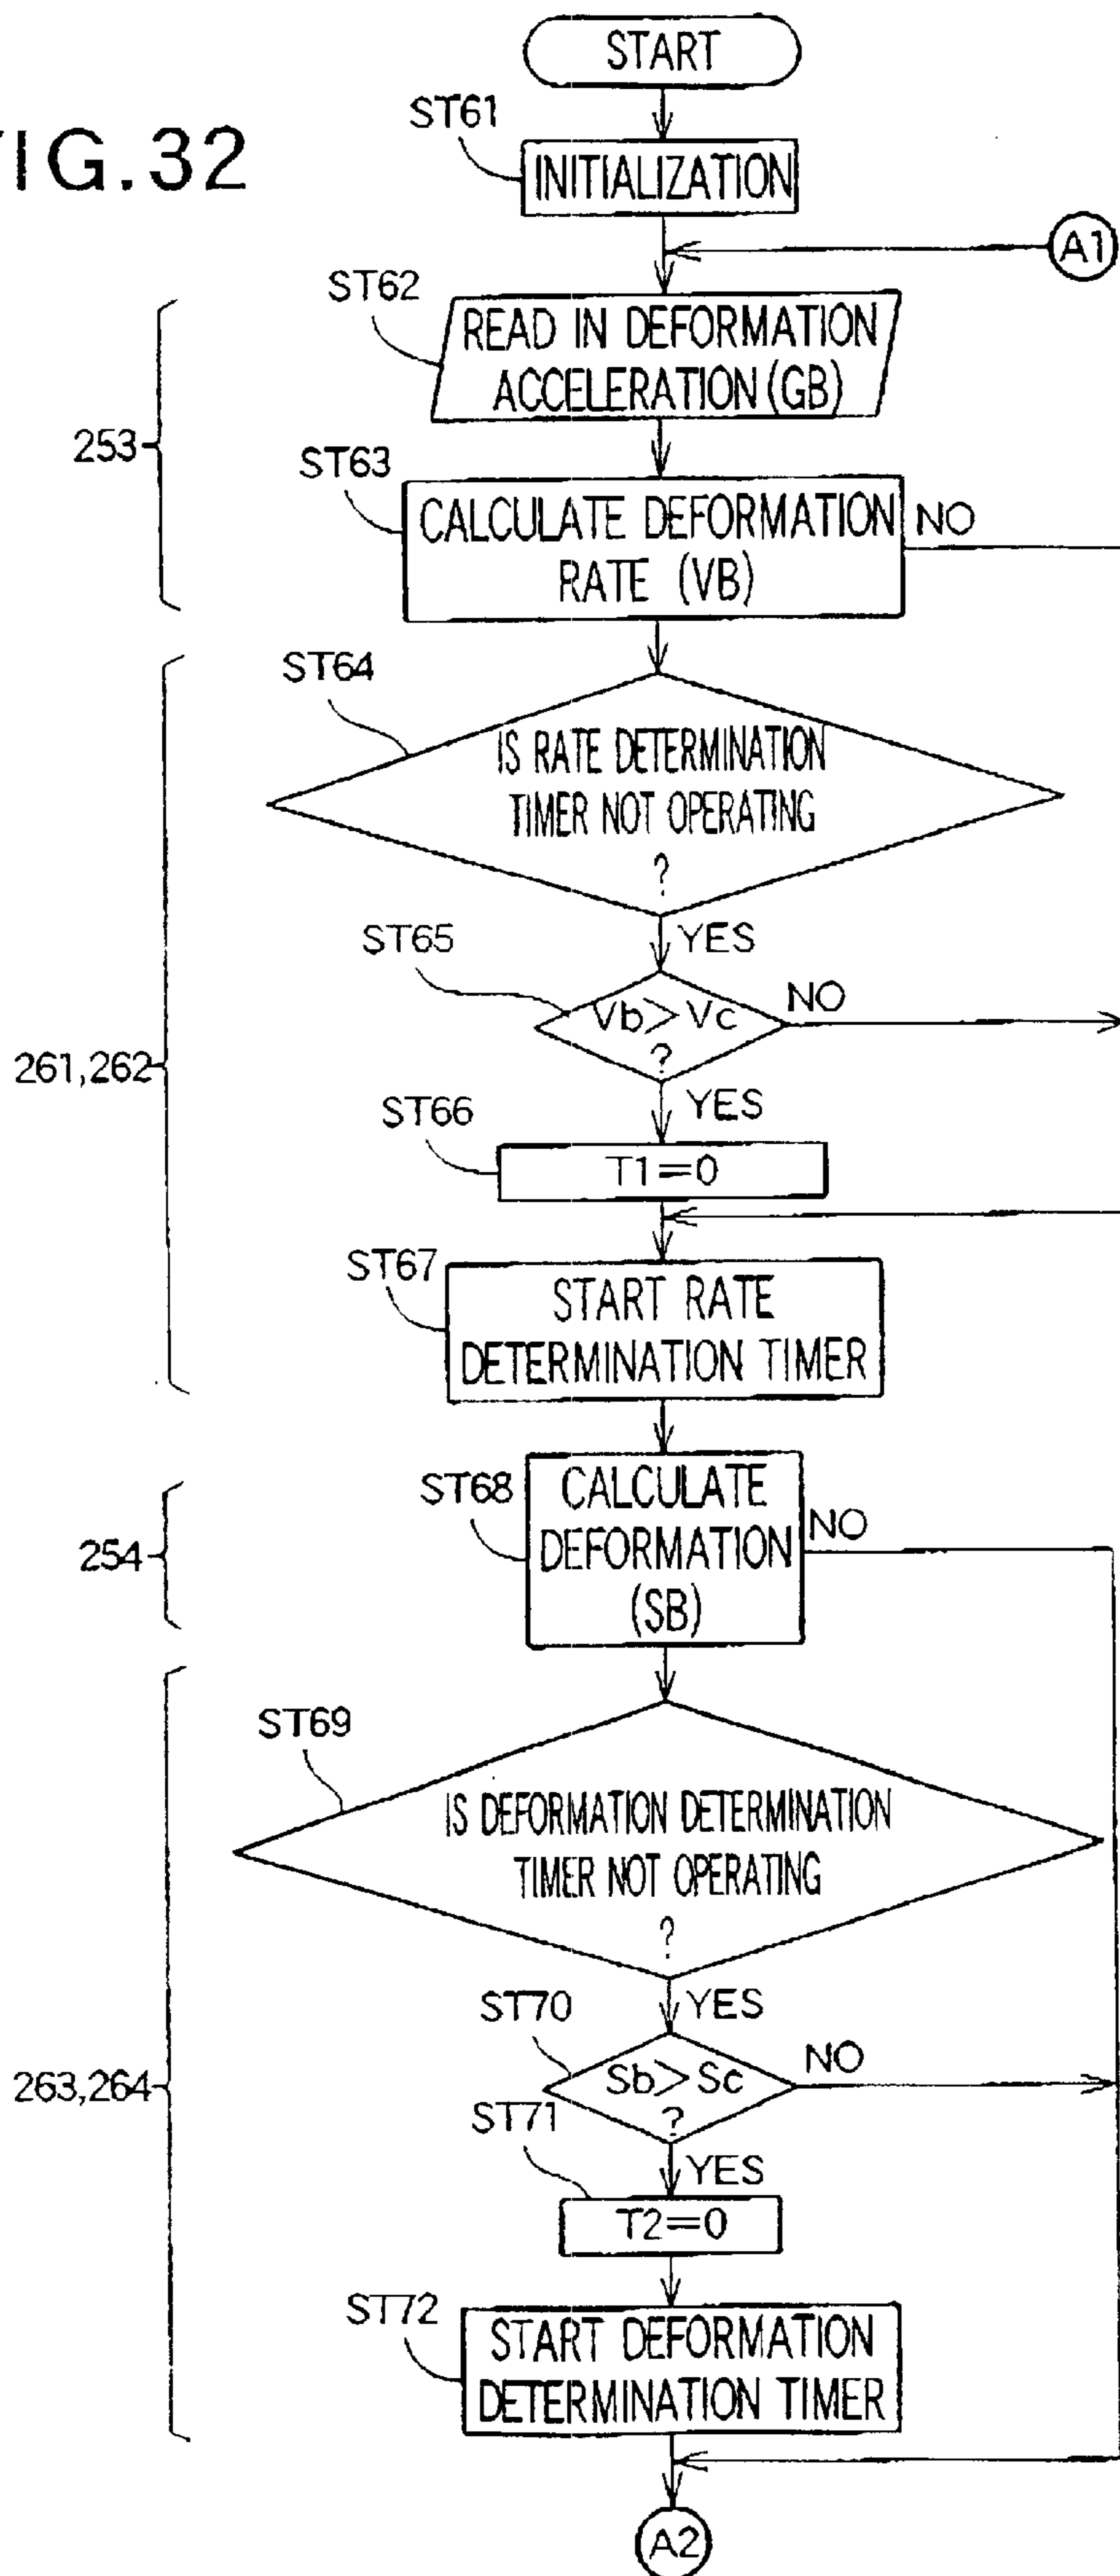 START
FIG.32
ST61
INITIALIZATION
A1
ST62
READ IN DEFORMATION
ACCELERATION (GB)
253
ST63
CALCULATE DEFORMATION
RATE (VB)
NO
ST64
IS RATE DETERMINATION
TIMER NOT OPERATING
?
YES
ST65
Vb>Vc
?
NO
261,262
YES
ST66
T1=0
ST67
START RATE
DETERMINATION TIMER
ST68
CALCULATE
DEFORMATION
(SB)
NO
254
ST69
IS DEFORMATION DETERMINATION
TIMER NOT OPERATING
?
YES
ST70
Sb>Sc
?
NO
263,264
ST71
YES
T2=0
ST72
START DEFORMATION
DETERMINATION TIMER
A2